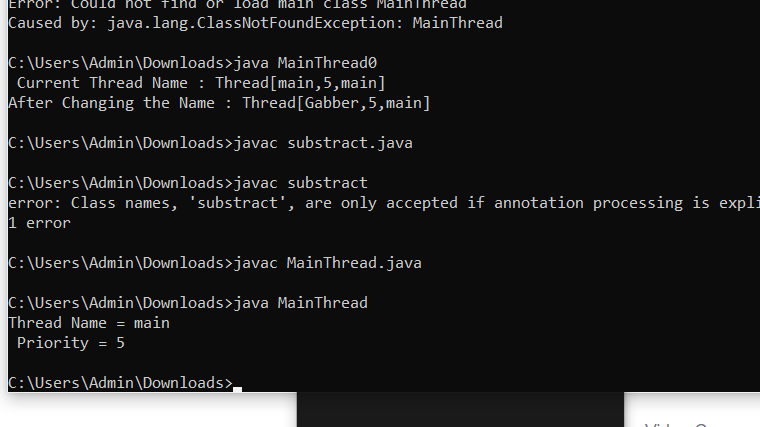 Error: Could not find or load main class MainThread
Caused by: java.lang.ClassNotFoundException: MainThread
C:\Users\Admin\Downloads>java MainThread0
Current Thread Name : Thread[main,5,main]
After Changing the Name : Thread[Gabber,5,main]
C:\Users\Admin\Downloads>javac substract.java
C:\Users\Admin\Downloads>javac substract
error: Class names, 'substract', are only accepted if annotation processing is expli
1 error
C:\Users\Admin\Downloads>javac MainThread.java
C:\Users\Admin\Downloads>java MainThread
Thread Name = main
Priority = 5
C:\Users\Admin\Downloads>